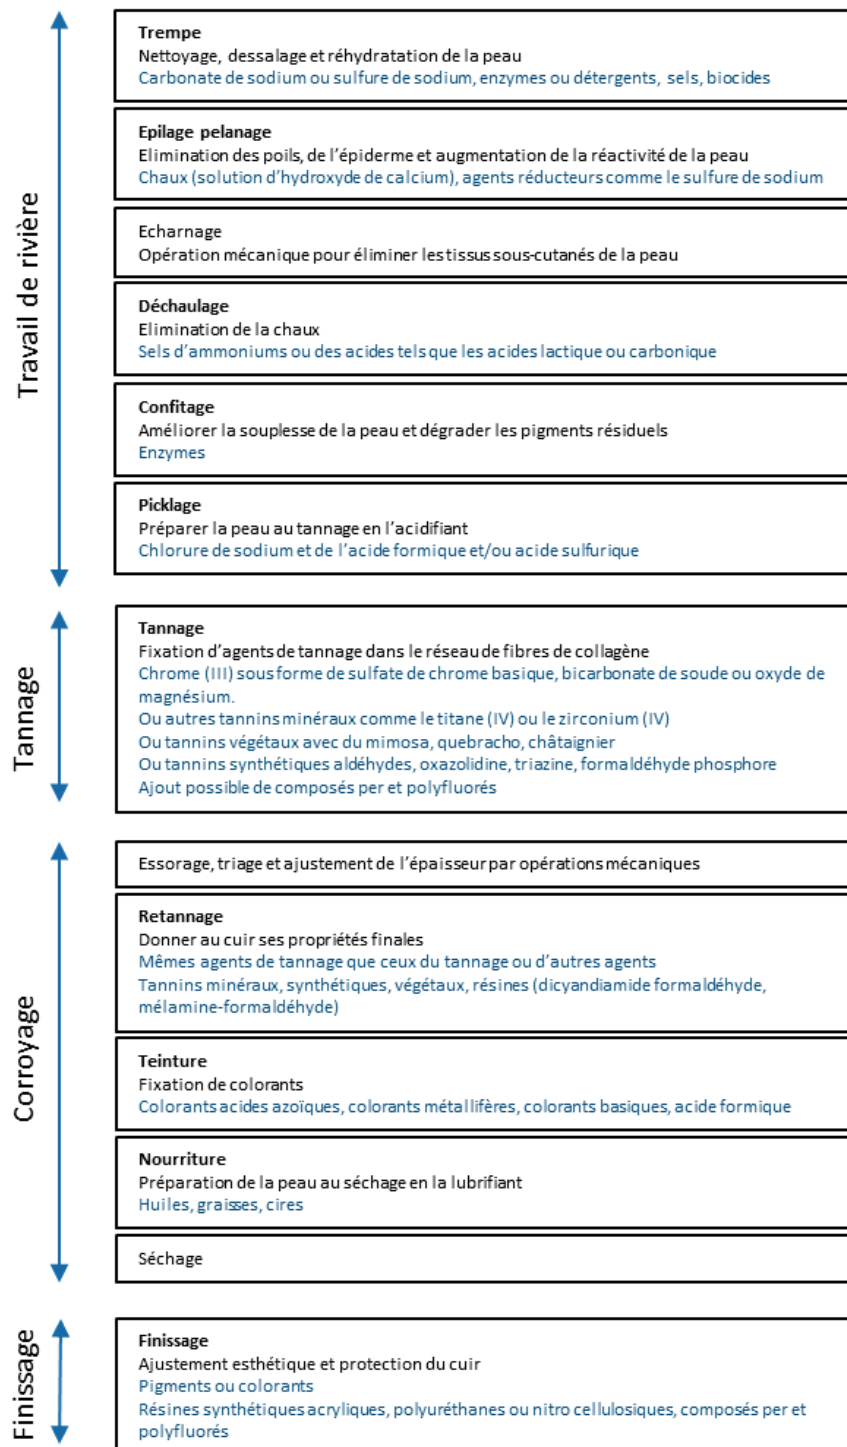 Travail de rivière
Trempe
Nettoyage, dessalage et réhydratation de la peau
Carbonate de sodium ou sulfure de sodium, enzymes ou détergents, sels, biocides
Epilage pelanage
Elimination des poils, de l'épiderme et augmentation de la réactivité de la peau
Chaux (solution d'hydroxyde de calcium), agents réducteurs comme le sulfure de sodium
Echarnage
Opération mécanique pour éliminer les tissus sous-cutanés de la peau
Déchaulage
Elimination de la chaux
Sels d'ammoniums ou des acides tels que les acides lactique ou carbonique
Confitage
Améliorer la souplesse de la peau et dégrader les pigments résiduels
Enzymes
Picklage
Préparer la peau au tannage en l'acidifiant
Chlorure de sodium et de l'acide formique et/ou acide sulfurique
Tannage
Tannage
Fixation d'agents de tannage dans le réseau de fibres de collagène
Chrome (III) sous forme de sulfate de chrome basique, bicarbonate de soude ou oxyde de
magnésium.
Ou autres tannins minéraux comme le titane (IV) ou le zirconium (IV)
Ou tannins végétaux avec du mimosa, quebracho, châtaignier
Ou tannins synthétiques aldéhydes, oxazolidine, triazine, formaldéhyde phosphore
Ajout possible de composés per et polyfluorés
Corroyage
Essorage, triage et ajustement de l'épaisseur par opérations mécaniques
Retannage
Donner au cuir ses propriétés finales
Mêmes agents de tannage que ceux du tannage ou d'autres agents
Tannins minéraux, synthétiques, végétaux, résines (dicyandiamide formaldéhyde,
mélamine-formaldéhyde)
Teinture
Fixation de colorants
Colorants acides azoïques, colorants métallifères, colorants basiques, acide formique
Nourriture
Préparation de la peau au séchage en la lubrifiant
Huiles, graisses, cires
Séchage
Finissage
Finissage
Ajustement esthétique et protection du cuir
Pigments ou colorants
Résines synthétiques acryliques, polyuréthanes ou nitro cellulosiques, composés per et
polyfluorés